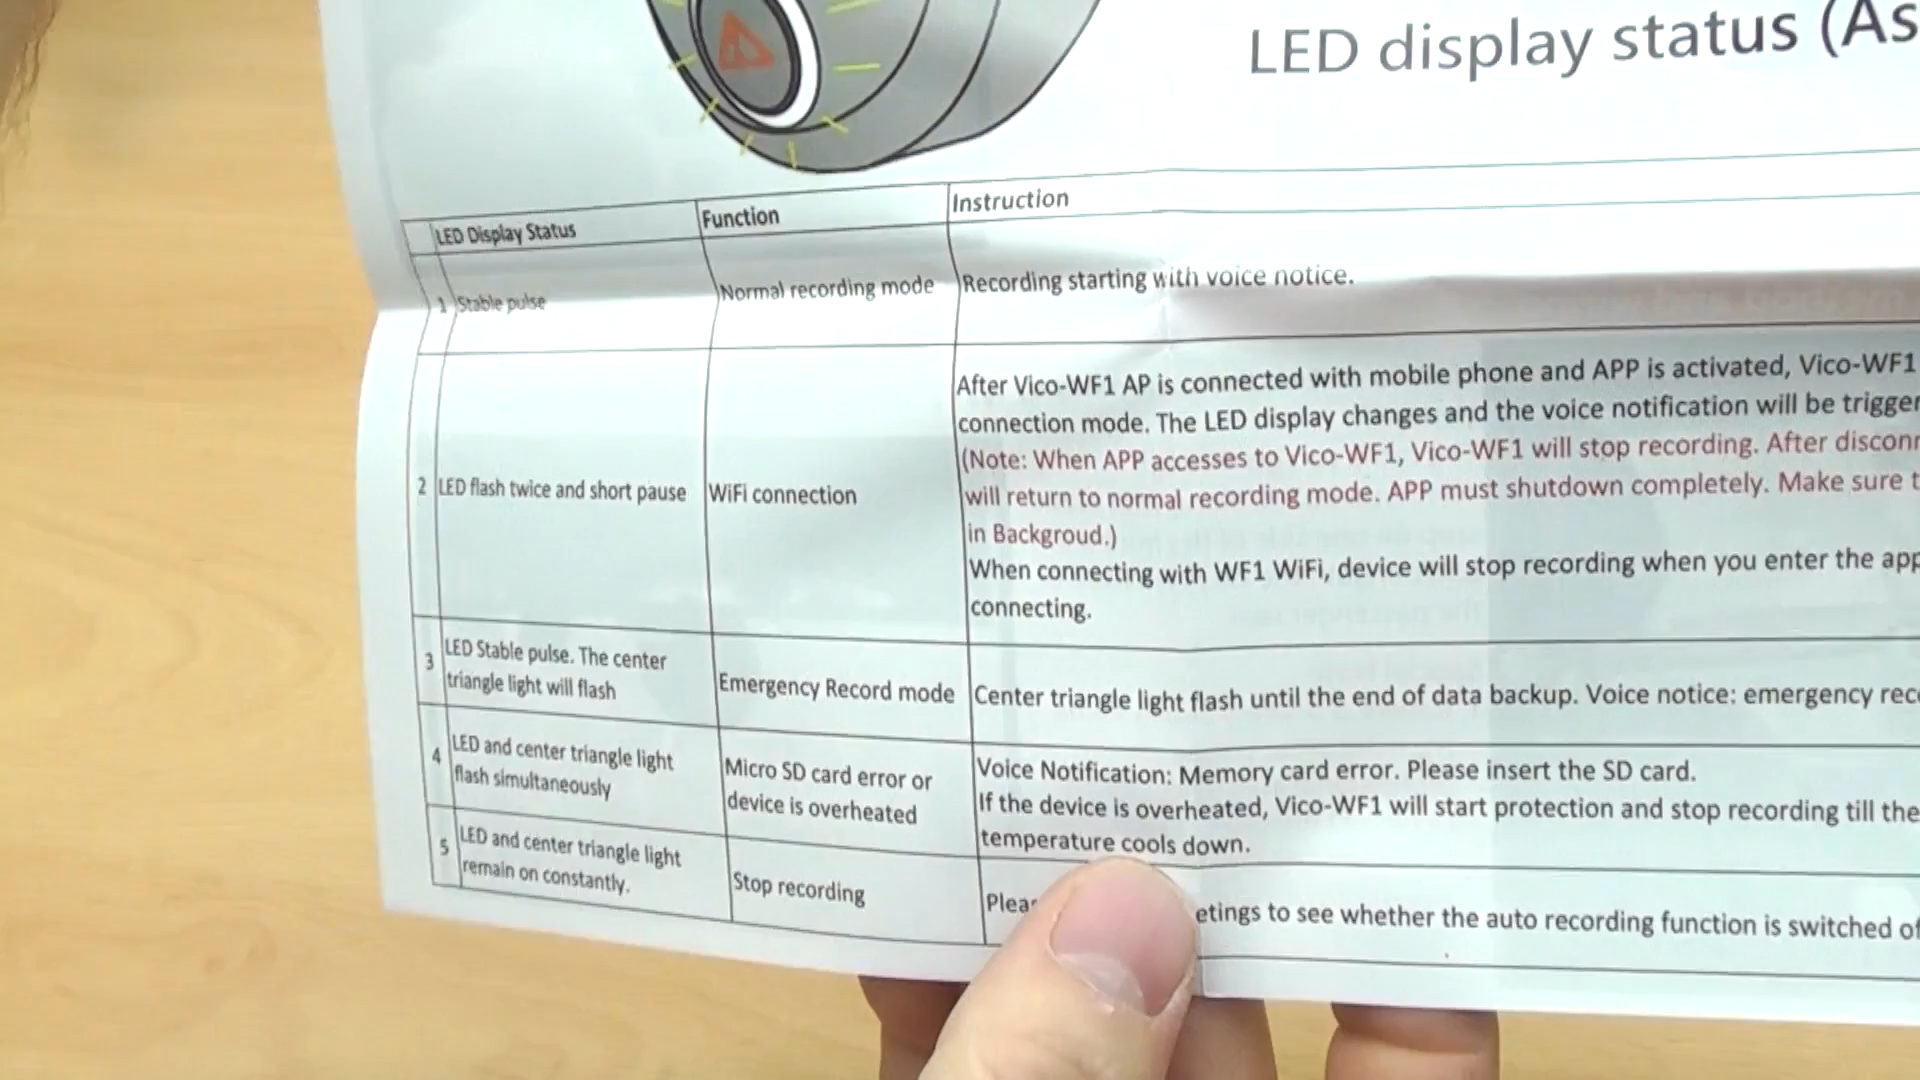 LED display status (As
LED Display Status
Function
Instruction
1
Stable pulse
Normal recording mode
Recording starting with voice notice.
2
LED flash twice and short pause
WiFi connection
After Vico-WF1 AP is connected with mobile phone and APP is activated, Vico-WF1
connection mode. The LED display changes and the voice notification will be trigger
(Note: When APP accesses to Vico-WF1, Vico-WF1 will stop recording. After disconn
will return to normal recording mode. APP must shutdown completely. Make sure t
in Backgroud.)
When connecting with WF1 WiFi, device will stop recording when you enter the app
connecting.
3
LED Stable pulse. The center
triangle light will flash
Emergency Record mode
Center triangle light flash until the end of data backup. Voice notice: emergency rec
4
LED and center triangle light
flash simultaneously
Micro SD card error or
device is overheated
Voice Notification: Memory card error. Please insert the SD card.
If the device is overheated, Vico-WF1 will start protection and stop recording till the
temperature cools down.
5
LED and center triangle light
remain on constantly.
Stop recording
Plea
etings to see whether the auto recording function is switched of